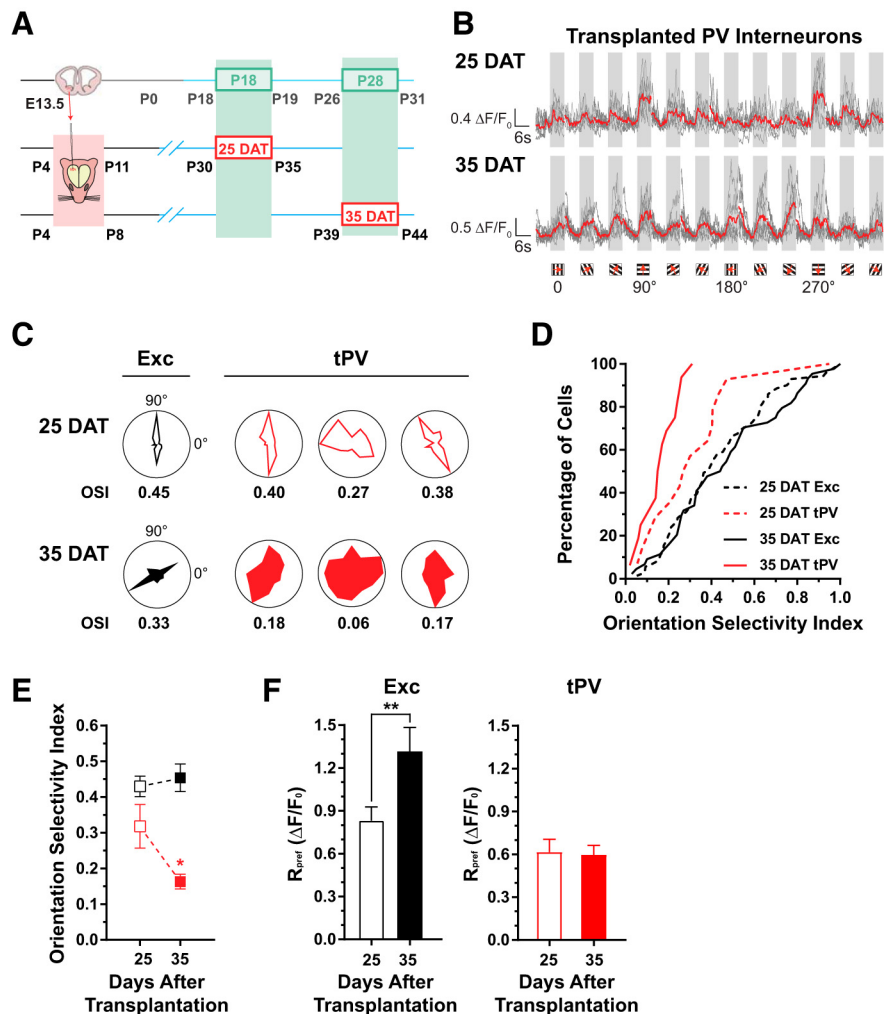 A
E13.5
P0
P18
P18
P19
P26
P28
P31
P4
P11
P30
25 DAT
P35
P4
P8
P39
35 DAT
P44
B
Transplanted PV Interneurons
25 DAT
0.4 ΔF/F₀
6s
35 DAT
0.5 ΔF/F₀
6s
0 90° 180° 270°
C
Exc tPV
90°
25 DAT
0°
OSI 0.45 0.40 0.27 0.38
90°
35 DAT
0°
OSI 0.33 0.18 0.06 0.17
D
Percentage of Cells
100
80
60
40
20
0
25 DAT Exc
25 DAT tPV
35 DAT Exc
35 DAT tPV
0.0 0.2 0.4 0.6 0.8 1.0
Orientation Selectivity Index
E
Orientation Selectivity Index
0.6
0.5
0.4
0.3
0.2
0.1
0.0
*
25 35
Days After
Transplantation
F
Exc
R pref (ΔF/F₀)
1.5
1.2
0.9
0.6
0.3
0.0
**
25 35
Days After
Transplantation
tPV
R pref (ΔF/F₀)
1.5
1.2
0.9
0.6
0.3
0.0
25 35
Days After
Transplantation